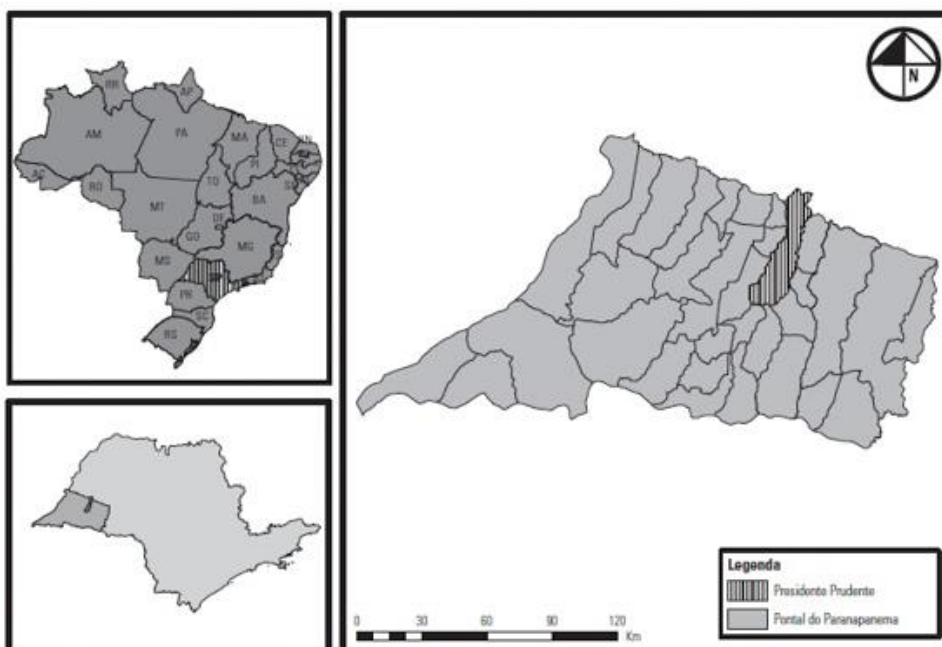 RR
AP
AM
PA
MA
CE
PI
AC
RO
TO
MT
BA
DF
GO
MG
MS
PR
SC
RS
N
Legenda
Presidente Prudente
Pontal do Paranapanema
0 30 60 90 120
Km